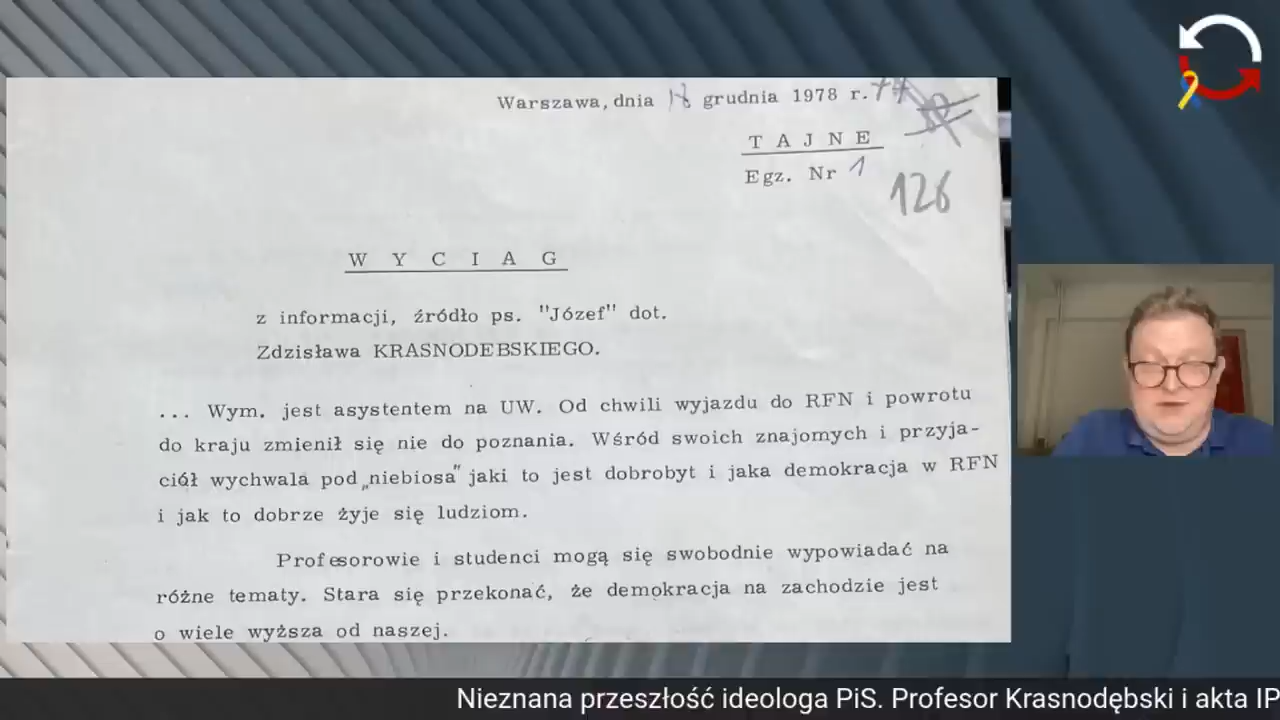 Warszawa, dnia 18 grudnia 1978 r.
T A J N E
Egz. Nr 1
126
W Y C I A G
z informacji, źródło ps. "Józef" dot.
Zdzisława KRASNODEBSKIEGO.
... Wym. jest asystentem na UW. Od chwili wyjazdu do RFN i powrotu
do kraju zmienił się nie do poznania. Wśród swoich znajomych i przyja-
ciół wychwala pod „niebiosa" jaki to jest dobrobyt i jaka demokracja w RFN
i jak to dobrze żyje się ludziom.
Profesorowie i studenci mogą się swobodnie wypowiadać na
różne tematy. Stara się przekonać, że demokracja na zachodzie jest
o wiele wyższa od naszej.
Nieznana przeszłość ideologa PiS. Profesor Krasnodębski i akta IP